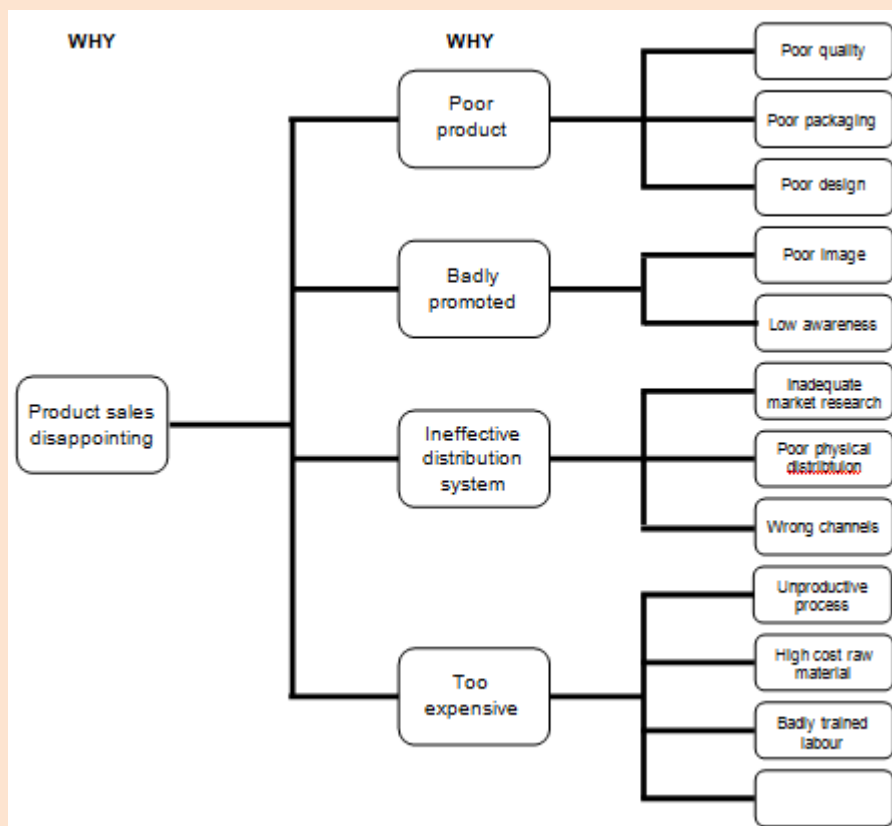 WHY
WHY
Product sales
disappointing
Poor
product
Poor quality
Poor packaging
Poor design
Badly
promoted
Poor image
Low awareness
Ineffective
distribution
system
Inadequate
market research
Poor physical
distribtuion
Wrong channels
Too
expensive
Unproductive
process
High cost raw
material
Badly trained
labour